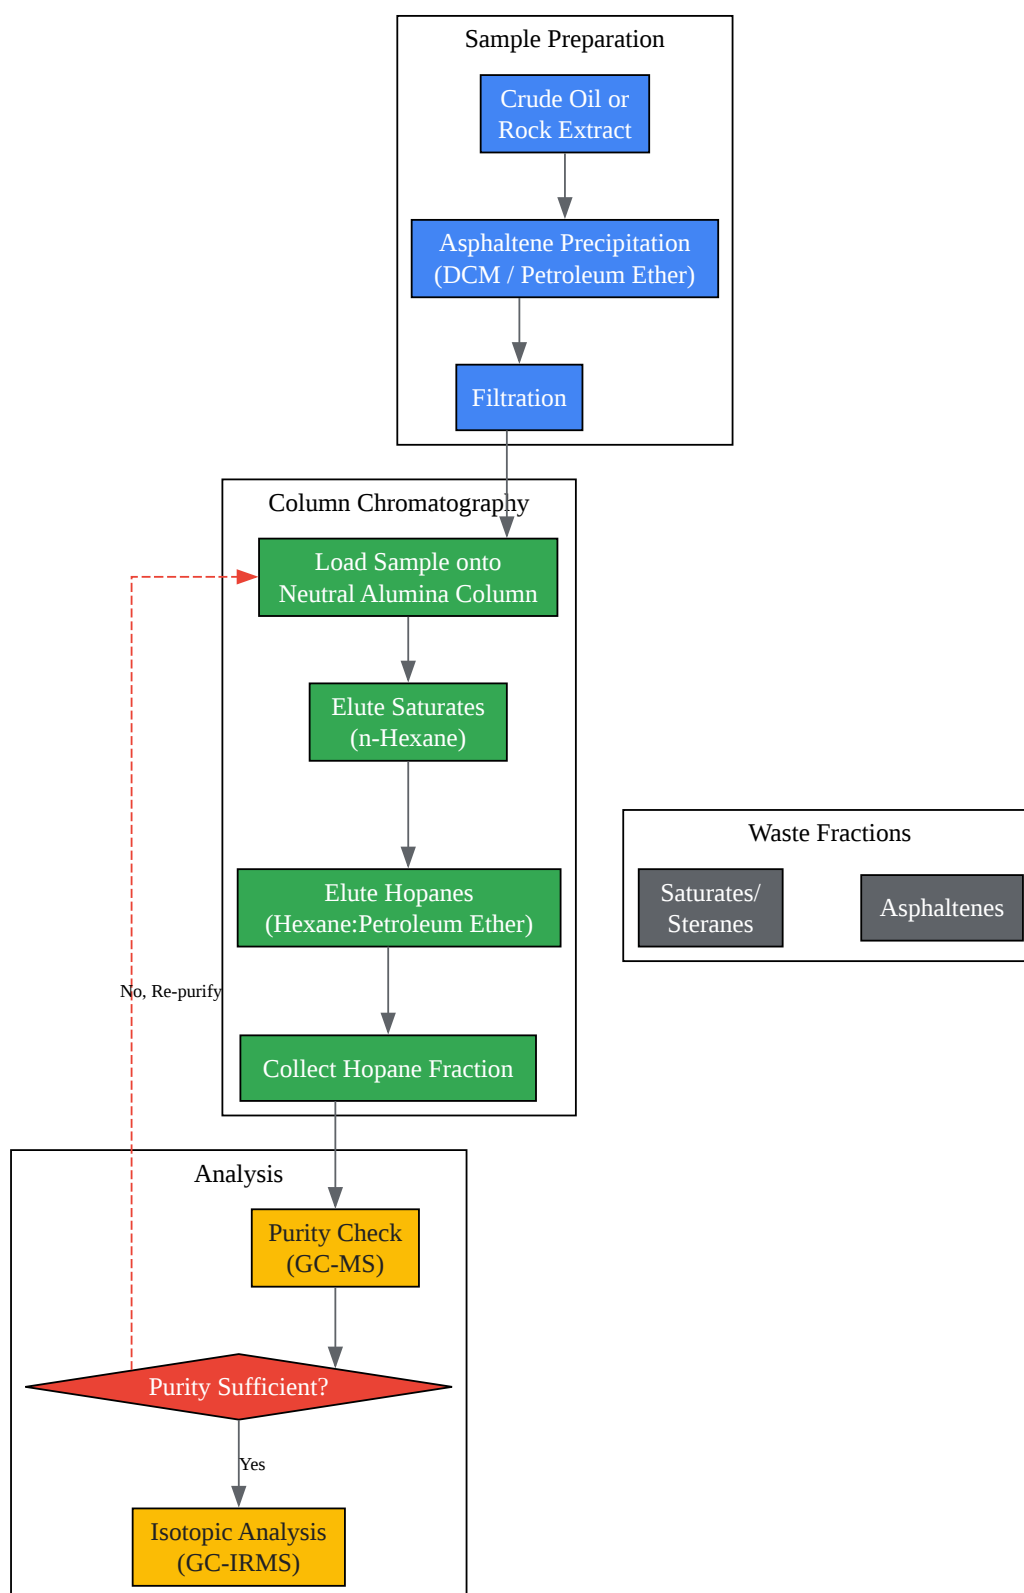 Sample Preparation
Crude Oil or
Rock Extract
Asphaltene Precipitation
(DCM / Petroleum Ether)
Filtration
Column Chromatography
Load Sample onto
Neutral Alumina Column
Elute Saturates
(n-Hexane)
Elute Hopanes
(Hexane:Petroleum Ether)
Collect Hopane Fraction
Waste Fractions
Saturates/
Steranes
Asphaltenes
No, Re-purify
Analysis
Purity Check
(GC-MS)
Purity Sufficient?
Yes
Isotopic Analysis
(GC-IRMS)